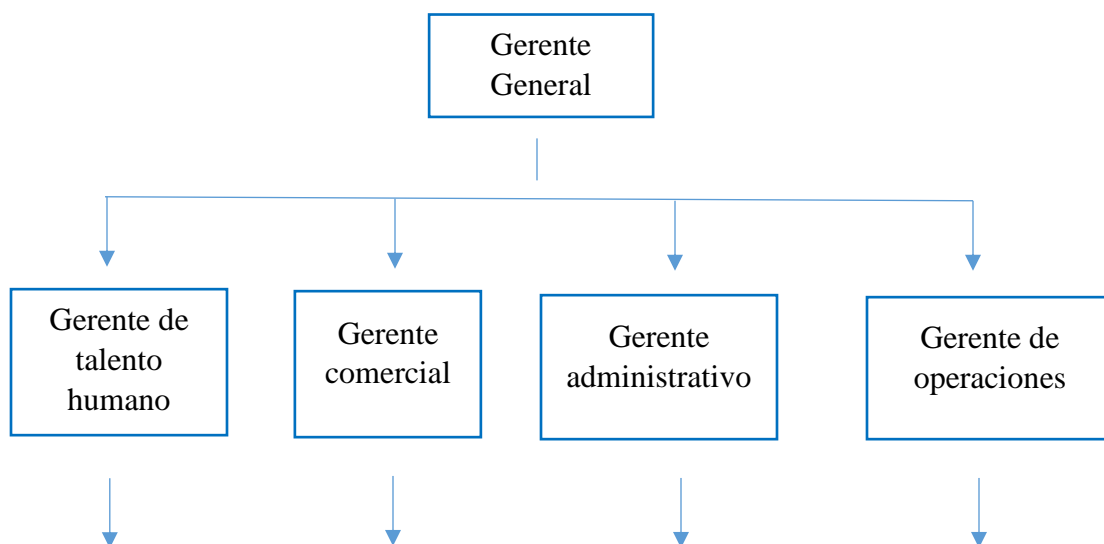 Gerente
General
Gerente de
talento
humano
Gerente
comercial
Gerente
administrativo
Gerente de
operaciones